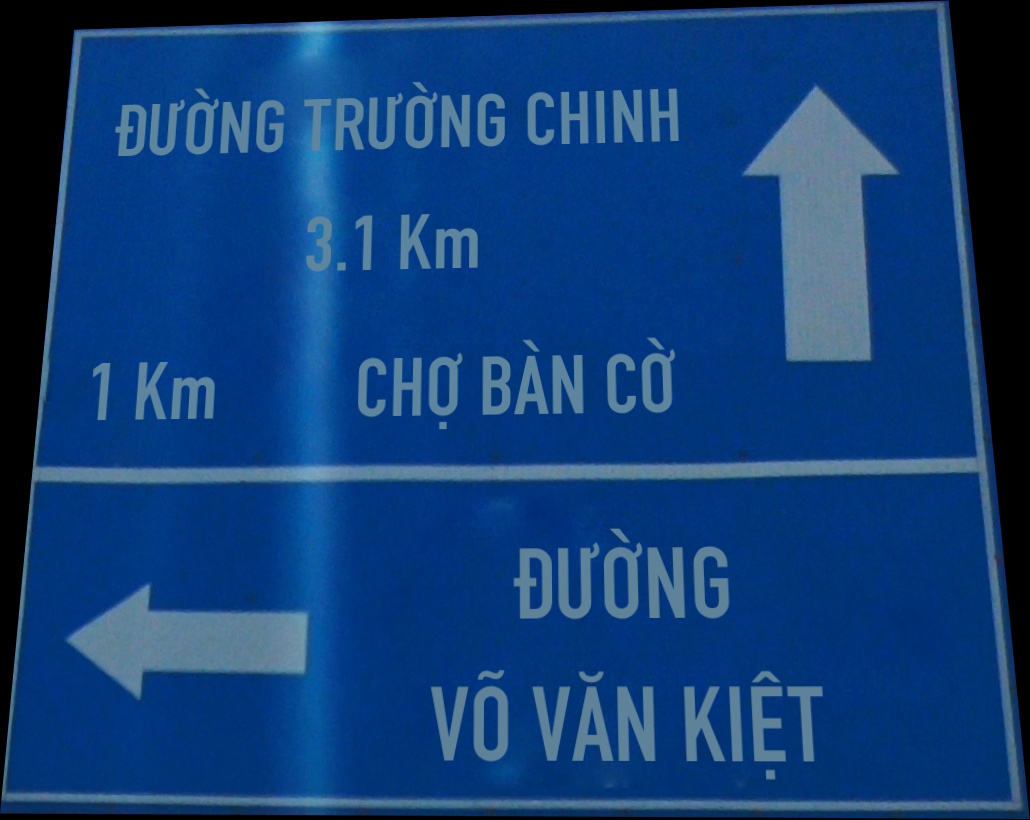 ĐƯỜNG TRƯỜNG CHINH
3.1 Km
1 Km CHỢ BÀN CỜ
ĐƯỜNG
VÕ VĂN KIỆT